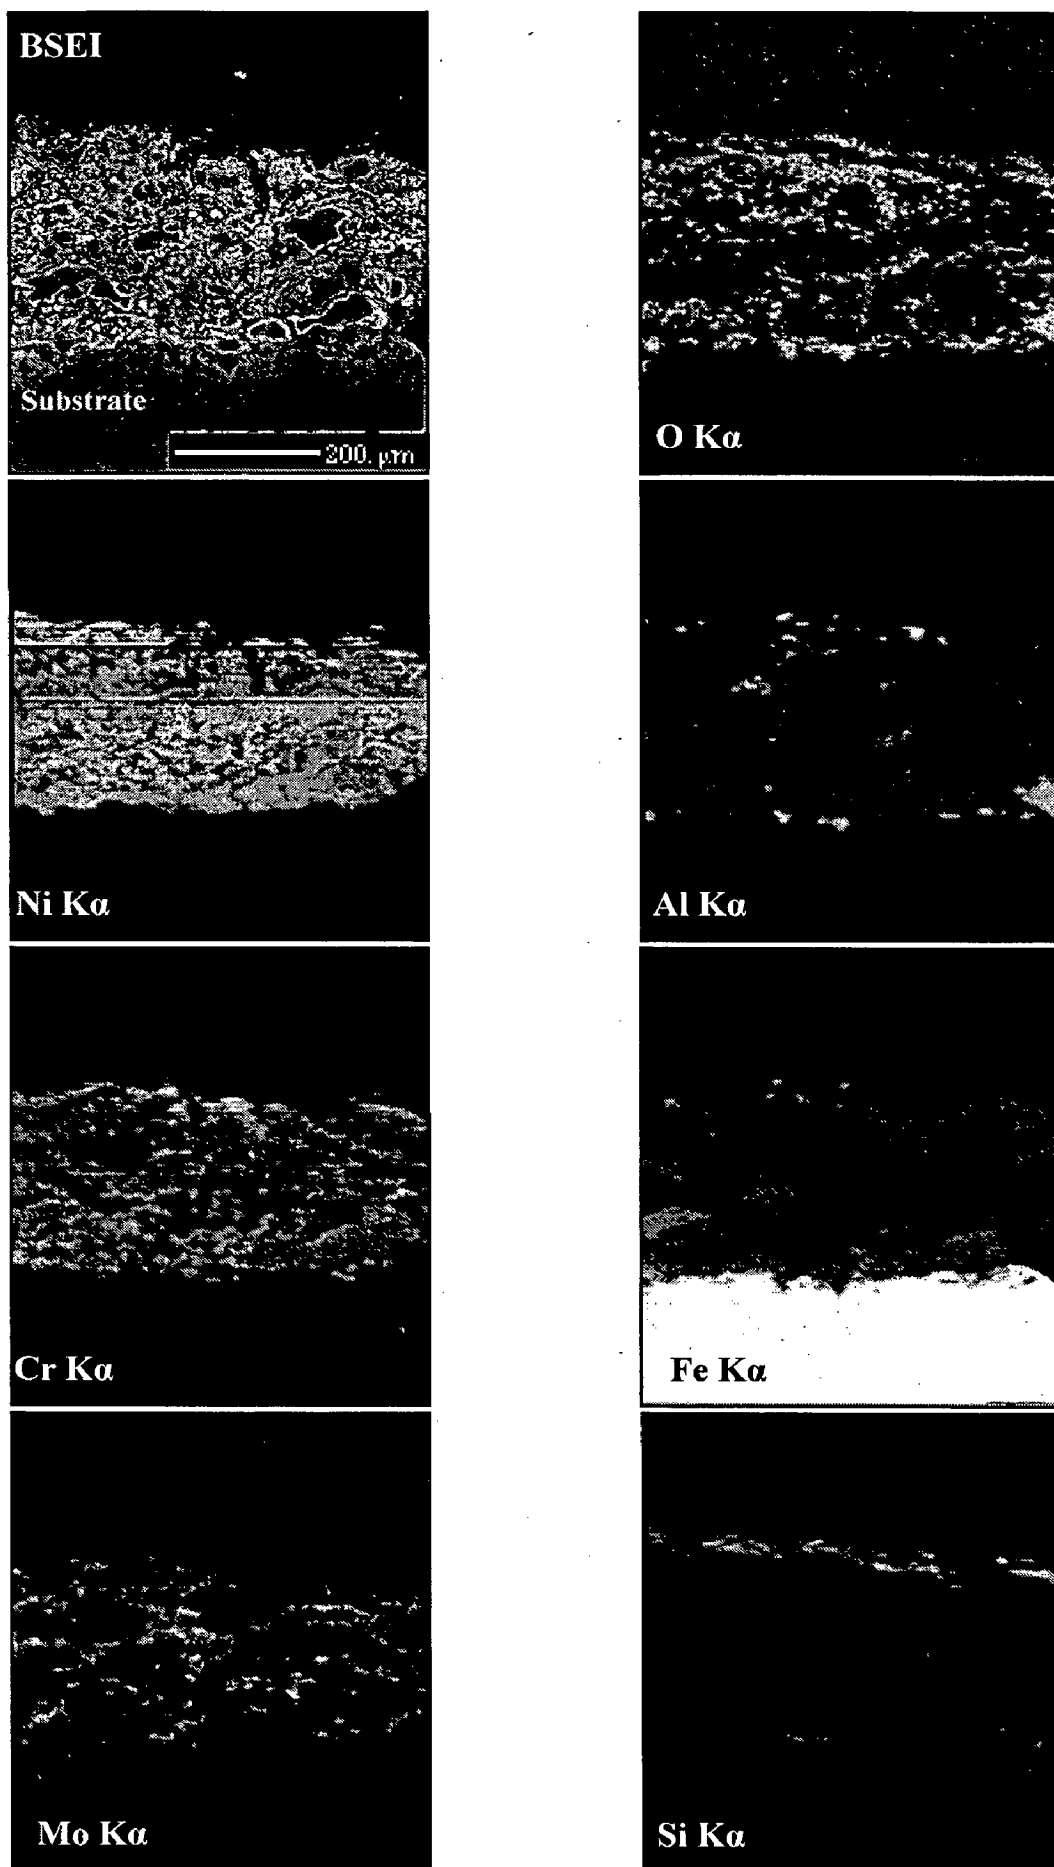 BSEI
Substrate
200. μm
O Kα
Ni Kα
Al Kα
Cr Kα
Fe Kα
Mo Kα
Si Kα